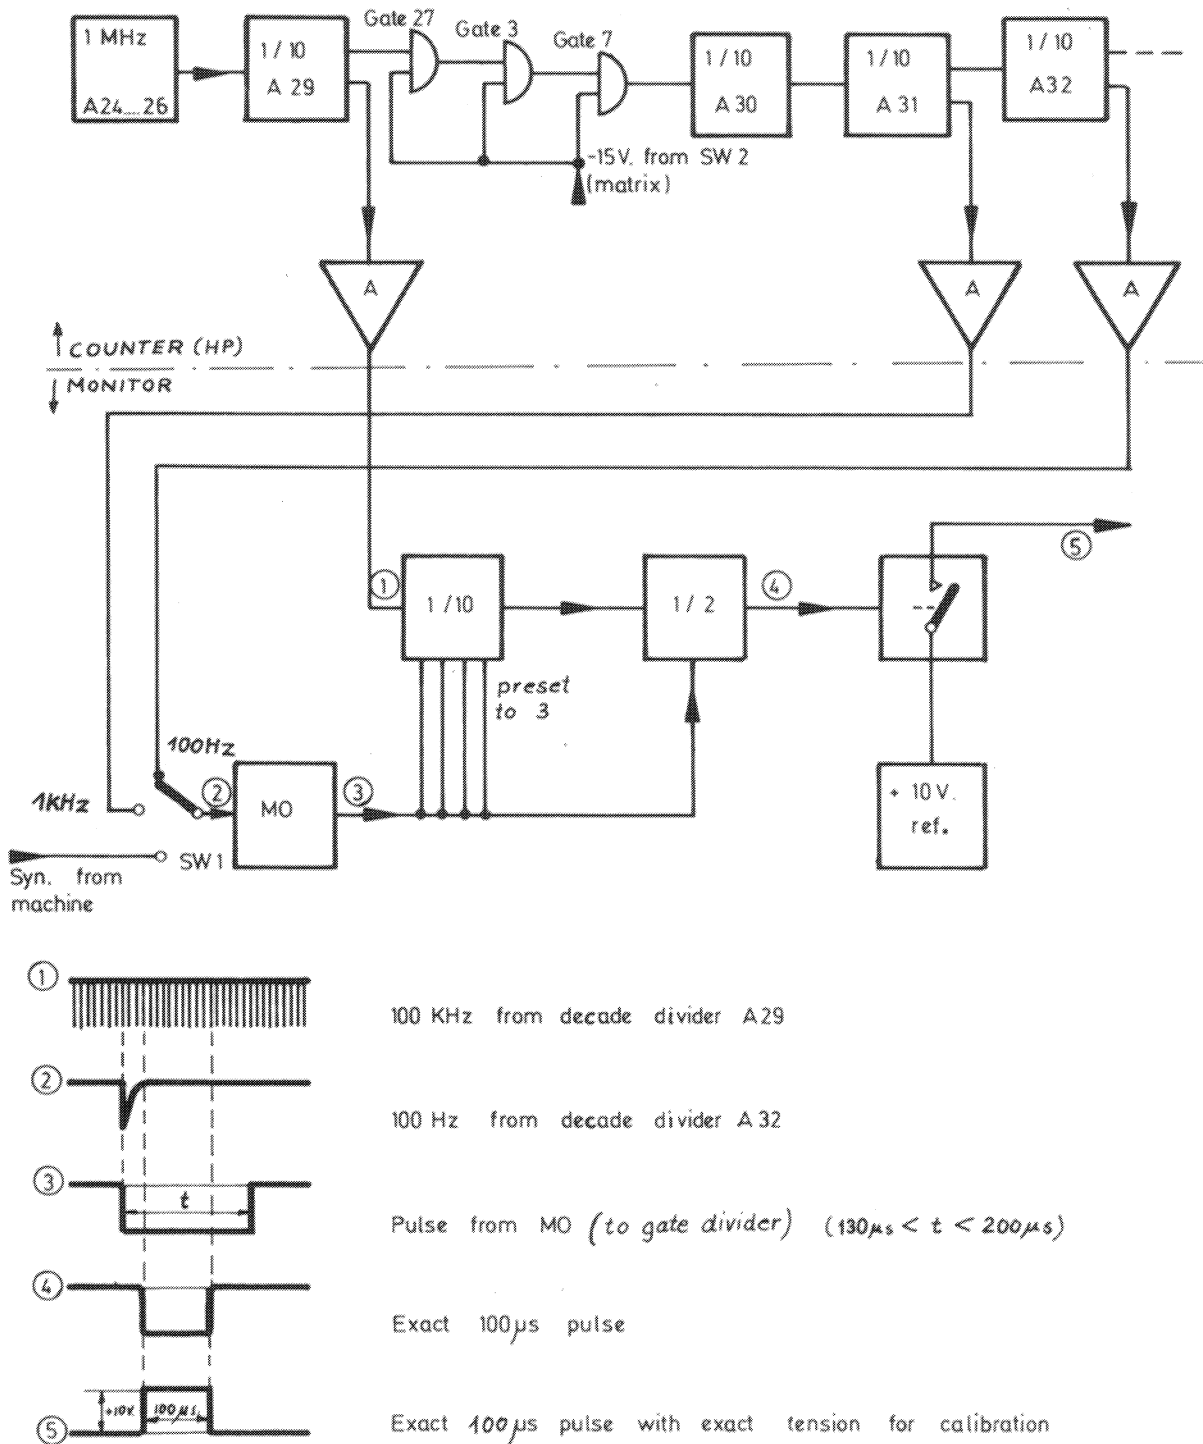 1 MHz
A24....26
1/10
A 29
Gate 27
Gate 3
Gate 7
1/10
A 30
1/10
A 31
1/10
A32
-15V. from SW 2
(matrix)
A
A
A
COUNTER (HP)
MONITOR
1
1/10
preset
to 3
1/2
4
5
100Hz
1KHz
2
MO
3
+ 10V.
ref.
SW1
Syn. from
machine
1
100 KHz from decade divider A29
2
100 Hz from decade divider A32
3
t
Pulse from MO (to gate divider) (130µs < t < 200µs)
4
Exact 100µs pulse
5
+10V.
100µs.
Exact 100µs pulse with exact tension for calibration